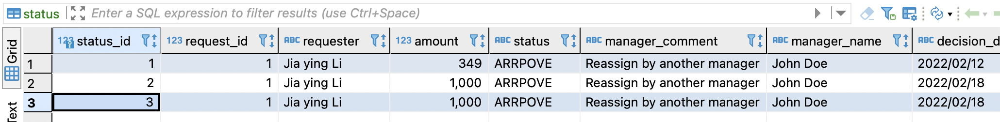 status Enter a SQL expression to filter results (use Ctrl+Space)
Grid
Text
123 status_id 123 request_id ABC requester 123 amount ABC status ABC manager_comment ABC manager_name ABC decision_d
1 1 1 Jia ying Li 349 ARRPOVE Reassign by another manager John Doe 2022/02/12
2 2 1 Jia ying Li 1,000 ARRPOVE Reassign by another manager John Doe 2022/02/18
3 3 1 Jia ying Li 1,000 ARRPOVE Reassign by another manager John Doe 2022/02/18